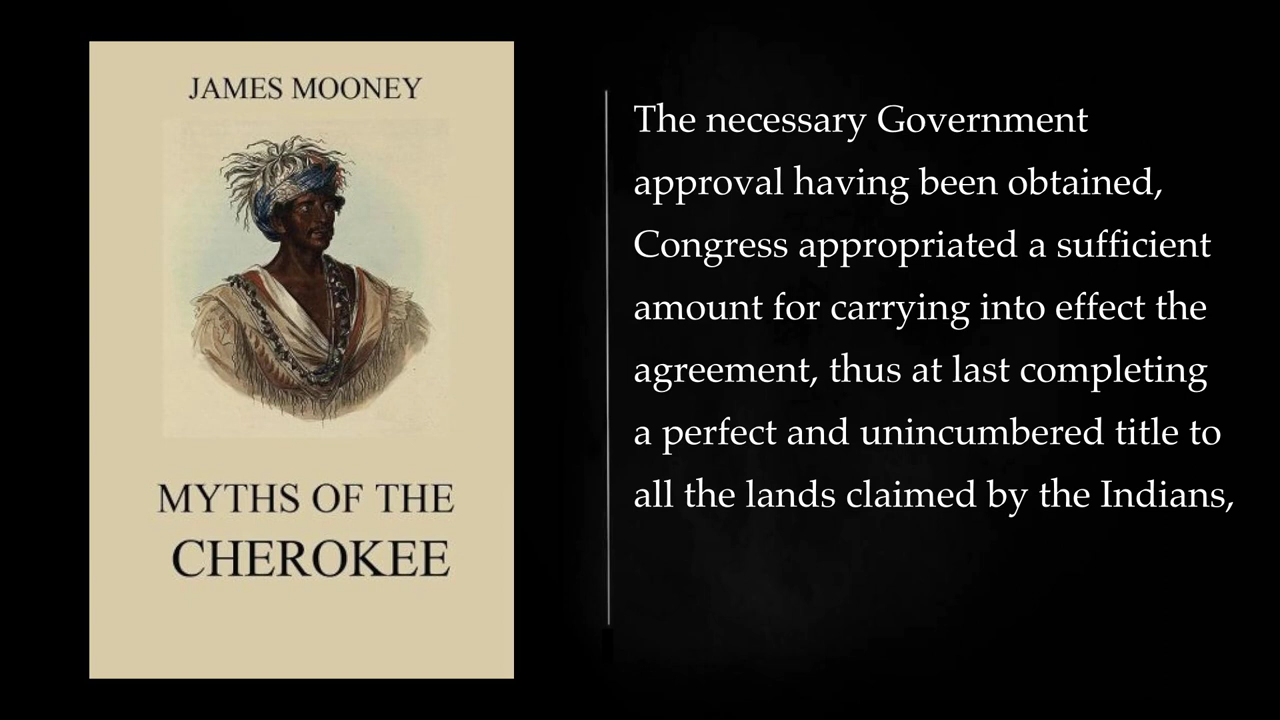 JAMES MOONEY
MYTHS OF THE
CHEROKEE
The necessary Government
approval having been obtained,
Congress appropriated a sufficient
amount for carrying into effect the
agreement, thus at last completing
a perfect and unincumbered title to
all the lands claimed by the Indians,